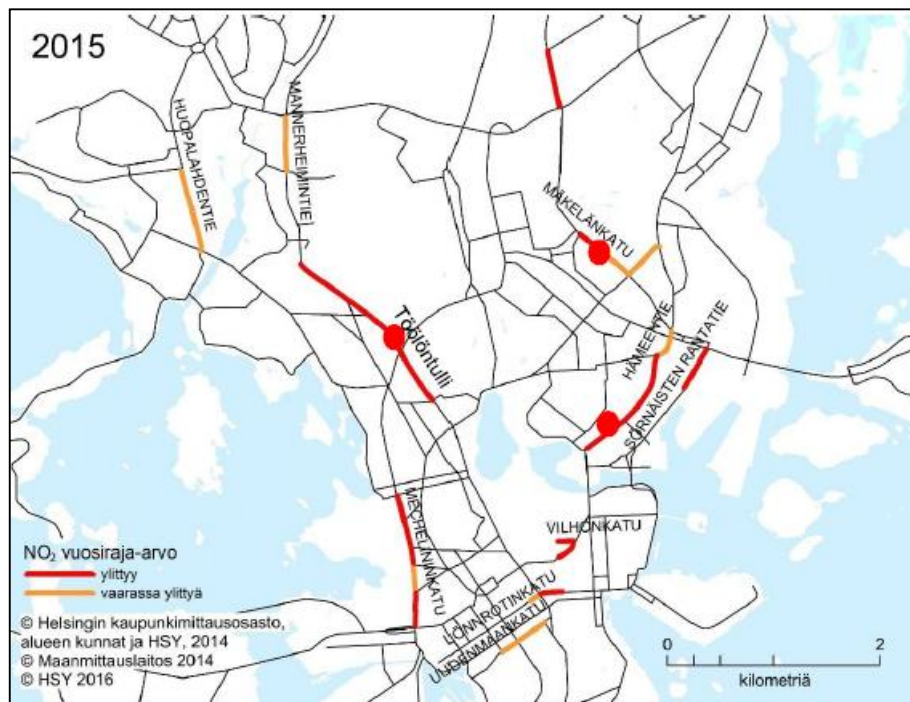 2015
HUOPALAHDENTIE
MANNERHEIMINTIE
MÄKELÄNKATU
Töölöntulli
HÄMEENTIE
SÖRNÄISTEN RANTATIE
MECHELININKATU
VILHONKATU
LÖNNROTINKATU
UUDENMAANKATU
NO₂ vuosiraja-arvo
ylittyy
vaarassa ylittyä
© Helsingin kaupunkimittausosasto,
alueen kunnat ja HSY, 2014
© Maanmittauslaitos 2014
© HSY 2016
0 2
kilometriä